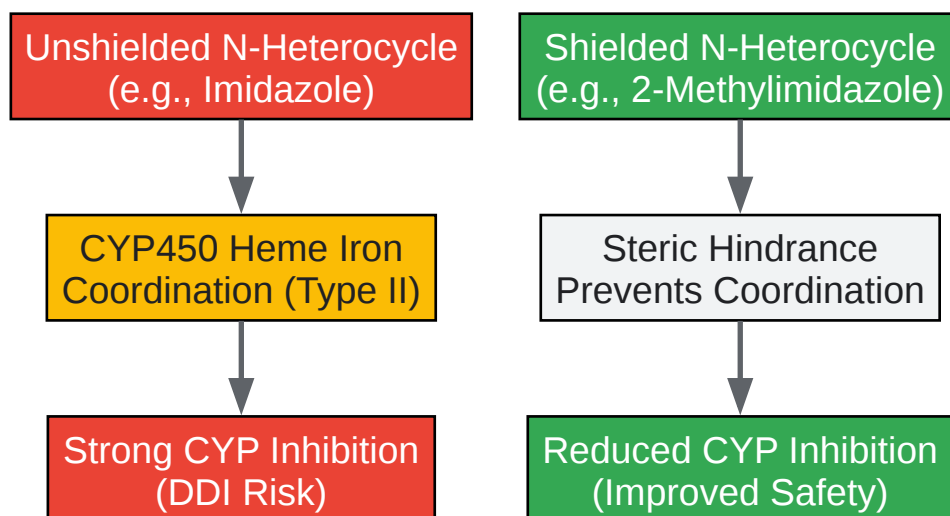 Unshielded N-Heterocycle
(e.g., Imidazole)
CYP450 Heme Iron
Coordination (Type II)
Strong CYP Inhibition
(DDI Risk)
Shielded N-Heterocycle
(e.g., 2-Methylimidazole)
Steric Hindrance
Prevents Coordination
Reduced CYP Inhibition
(Improved Safety)